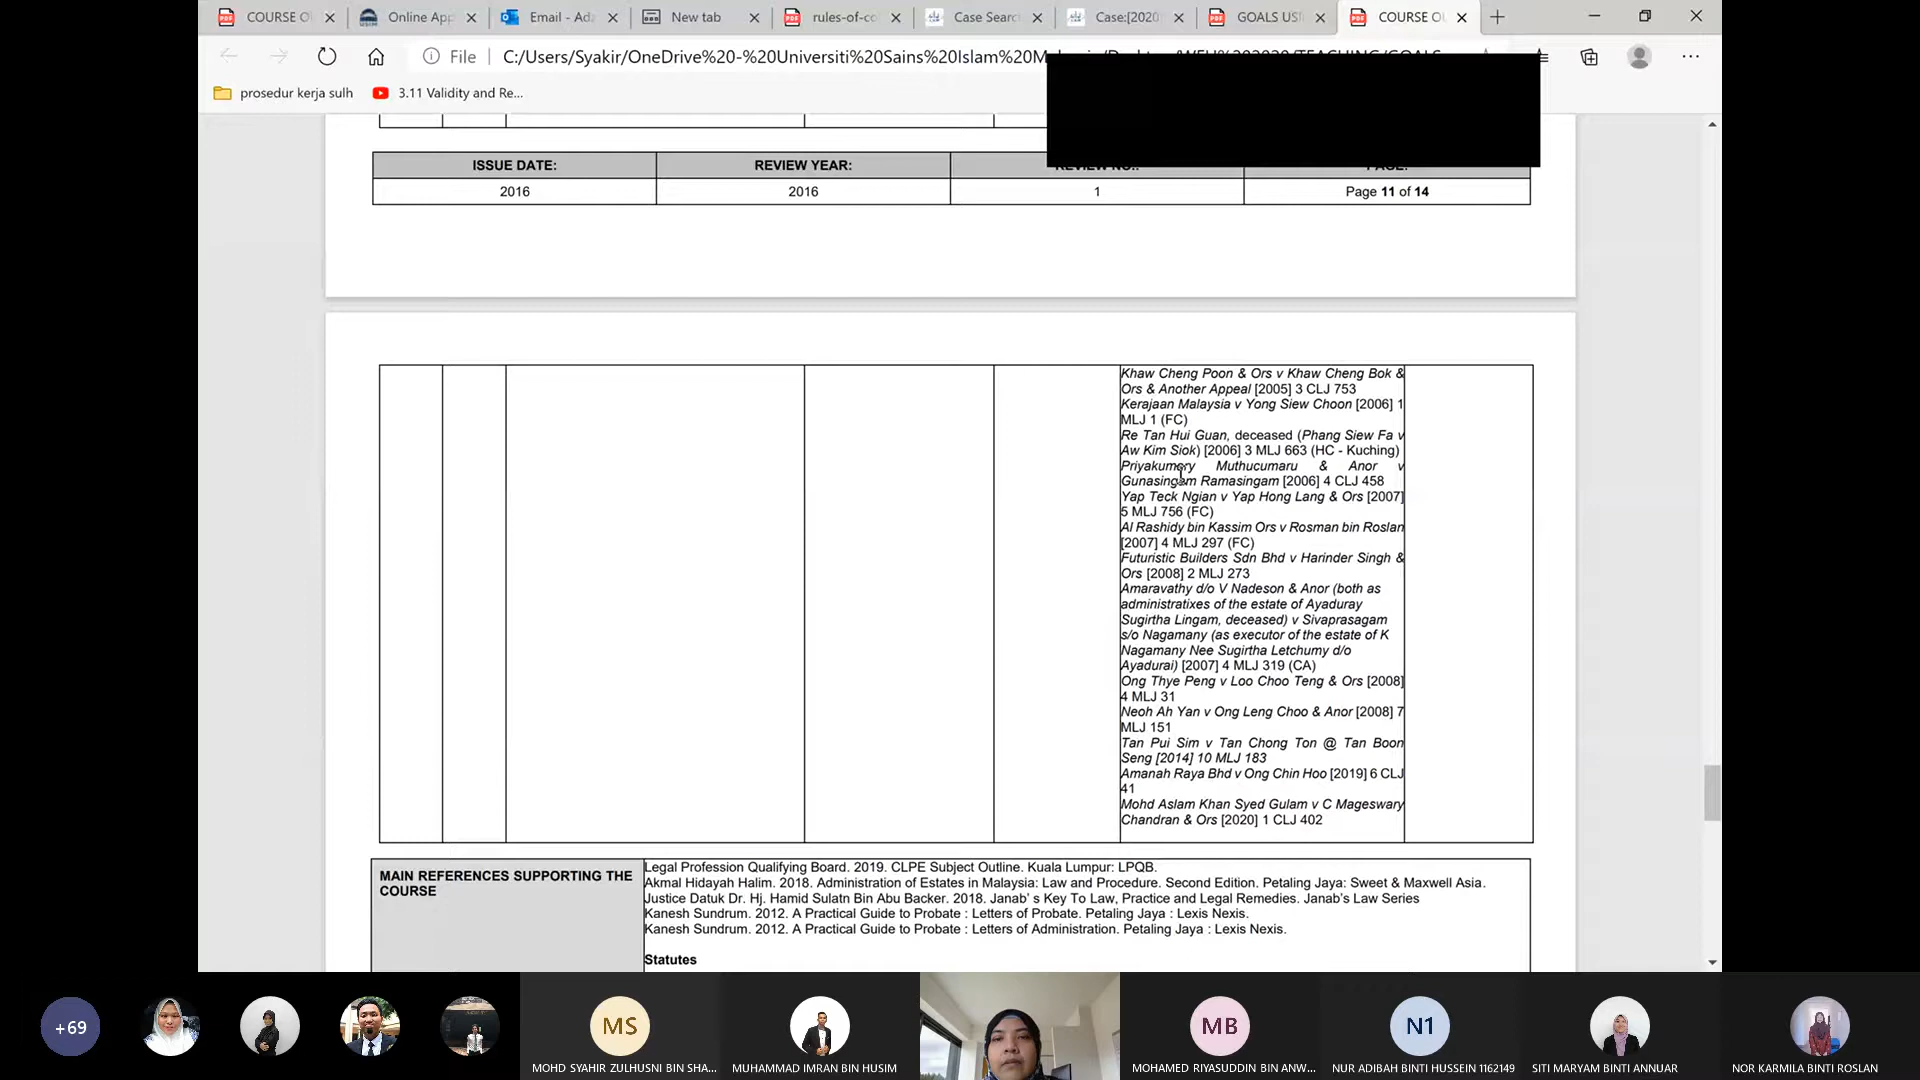 COURSE O
Online App
Email - Ad
New tab
rules-of-co
Case Searc
Case:[2020
GOALS USI
COURSE OU
File
C:/Users/Syakir/OneDrive%20-%20Universiti%20Sains%20Islam%20M
prosedur kerja sulh
3.11 Validity and Re...
ISSUE DATE:
REVIEW YEAR:
REVIEW NO.:
PAGE:
2016
2016
1
Page 11 of 14
Khaw Cheng Poon & Ors v Khaw Cheng Bok &
Ors & Another Appeal [2005] 3 CLJ 753
Kerajaan Malaysia v Yong Siew Choon [2006] 1
MLJ 1 (FC)
Re Tan Hui Guan, deceased (Phang Siew Fa v
Aw Kim Siok) [2006] 3 MLJ 663 (HC - Kuching)
Priyakumary Muthucumaru & Anor v
Gunasingam Ramasingam [2006] 4 CLJ 458
Yap Teck Ngian v Yap Hong Lang & Ors [2007]
5 MLJ 756 (FC)
Al Rashidy bin Kassim Ors v Rosman bin Roslan
[2007] 4 MLJ 297 (FC)
Futuristic Builders Sdn Bhd v Harinder Singh &
Ors [2008] 2 MLJ 273
Amaravathy d/o V Nadeson & Anor (both as
administratixes of the estate of Ayaduray
Sugirtha Lingam, deceased) v Sivaprasagam
s/o Nagamany (as executor of the estate of K
Nagamany Nee Sugirtha Letchumy d/o
Ayadurai) [2007] 4 MLJ 319 (CA)
Ong Thye Peng v Loo Choo Teng & Ors [2008]
4 MLJ 31
Neoh Ah Yan v Ong Leng Choo & Anor [2008] 7
MLJ 151
Tan Pui Sim v Tan Chong Ton @ Tan Boon
Seng [2014] 10 MLJ 183
Amanah Raya Bhd v Ong Chin Hoo [2019] 6 CLJ
41
Mohd Aslam Khan Syed Gulam v C Mageswary
Chandran & Ors [2020] 1 CLJ 402
MAIN REFERENCES SUPPORTING THE
COURSE
Legal Profession Qualifying Board. 2019. CLPE Subject Outline. Kuala Lumpur: LPQB.
Akmal Hidayah Halim. 2018. Administration of Estates in Malaysia: Law and Procedure. Second Edition. Petaling Jaya: Sweet & Maxwell Asia.
Justice Datuk Dr. Hj. Hamid Sulatn Bin Abu Backer. 2018. Janab' s Key To Law, Practice and Legal Remedies. Janab's Law Series
Kanesh Sundrum. 2012. A Practical Guide to Probate : Letters of Probate. Petaling Jaya : Lexis Nexis.
Kanesh Sundrum. 2012. A Practical Guide to Probate : Letters of Administration. Petaling Jaya : Lexis Nexis.
Statutes
+69
MS
MB
N1
MOHD SYAHIR ZULHUSNI BIN SHA...
MUHAMMAD IMRAN BIN HUSIM
MOHAMED RIYASUDDIN BIN ANW...
NUR ADIBAH BINTI HUSSEIN 1162149
SITI MARYAM BINTI ANNUAR
NOR KARMILA BINTI ROSLAN